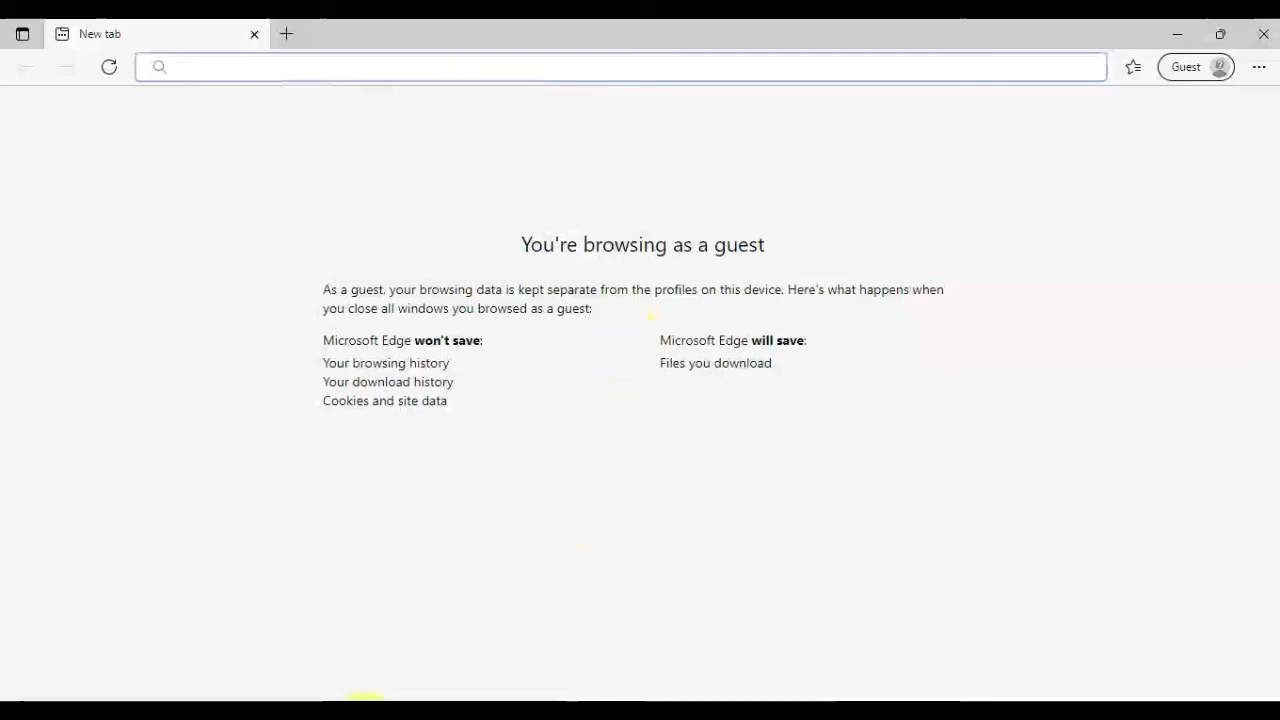 New tab
Guest
You're browsing as a guest
As a guest, your browsing data is kept separate from the profiles on this device. Here's what happens when
you close all windows you browsed as a guest:
Microsoft Edge won't save:
Your browsing history
Your download history
Cookies and site data
Microsoft Edge will save:
Files you download